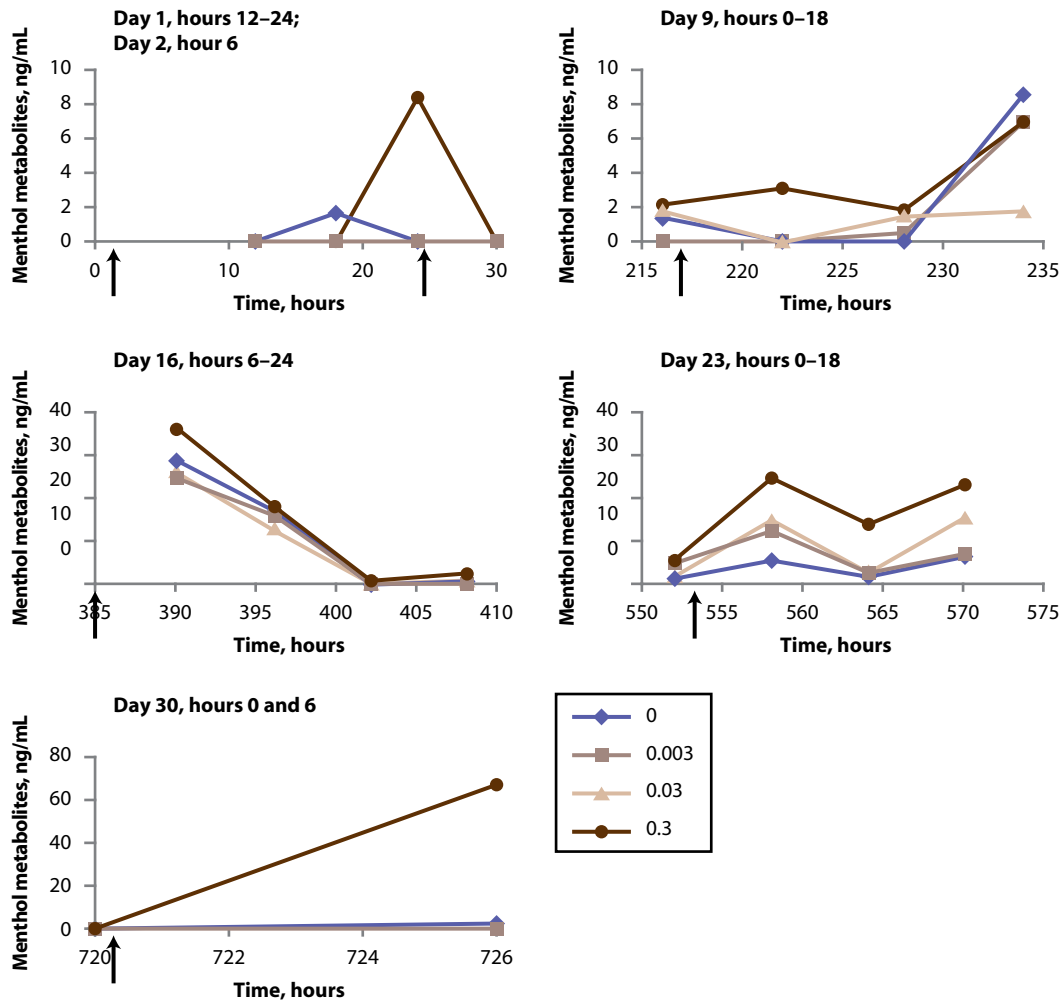 Day 1, hours 12–24;
Day 2, hour 6
Menthol metabolites, ng/mL
10
8
6
4
2
0
0 10 20 30
Time, hours
Day 9, hours 0–18
Menthol metabolites, ng/mL
10
8
6
4
2
0
215 220 225 230 235
Time, hours
Day 16, hours 6–24
Menthol metabolites, ng/mL
40
30
20
10
0
385 390 395 400 405 410
Time, hours
Day 23, hours 0–18
Menthol metabolites, ng/mL
40
30
20
10
0
550 555 560 565 570 575
Time, hours
Day 30, hours 0 and 6
Menthol metabolites, ng/mL
80
60
40
20
0
720 722 724 726
Time, hours
0
0.003
0.03
0.3